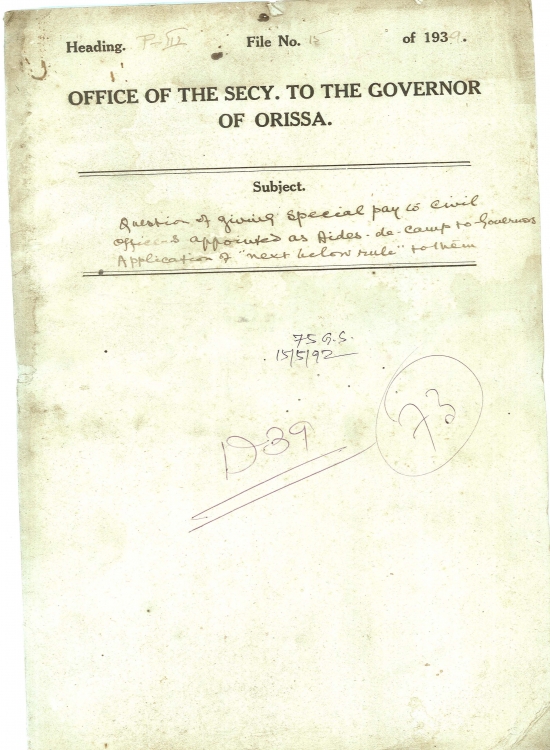 Heading. P-III File No. 15 of 1939.
OFFICE OF THE SECY. TO THE GOVERNOR
OF ORISSA.
Subject.
Question of giving special pay to civil
officers appointed as Aides-de-Camp to Governors
Application of "next below rule" to them
75 G.S.
15/5/92
D-39
73